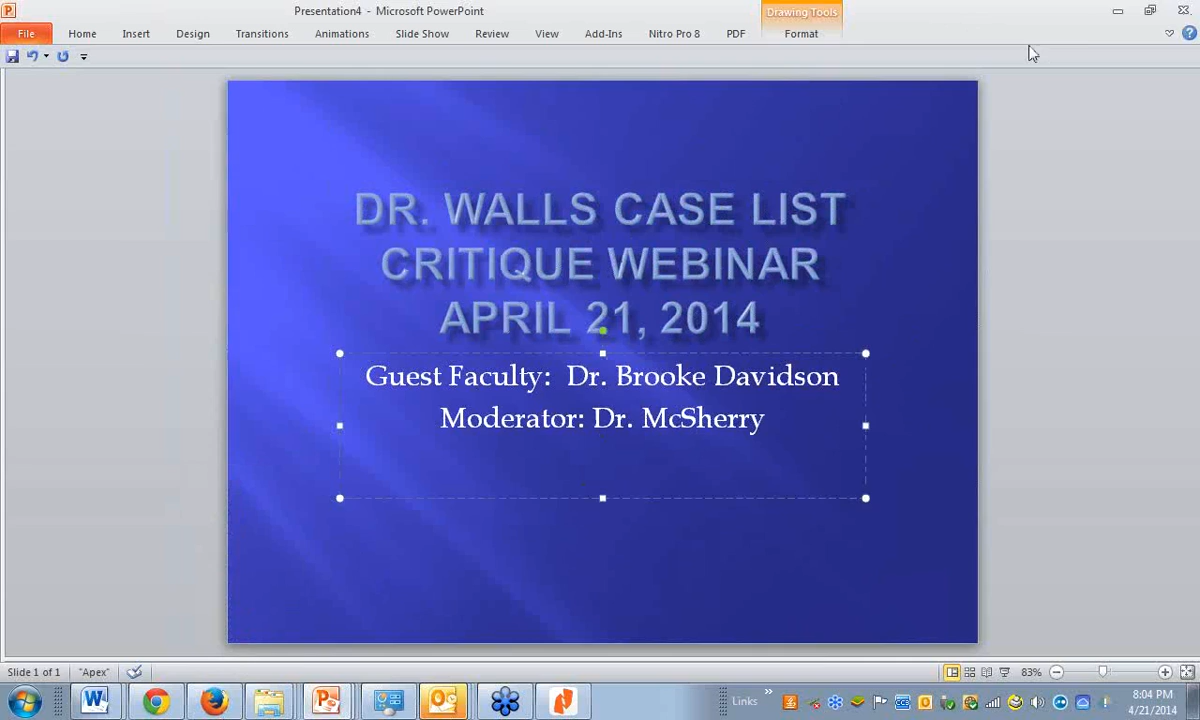 Presentation4 - Microsoft PowerPoint
Drawing Tools
File Home Insert Design Transitions Animations Slide Show Review View Add-Ins Nitro Pro 8 PDF Format
DR. WALLS CASE LIST
CRITIQUE WEBINAR
APRIL 21, 2014
Guest Faculty: Dr. Brooke Davidson
Moderator: Dr. McSherry
Slide 1 of 1 "Apex" 83%
Links
8:04 PM
4/21/2014